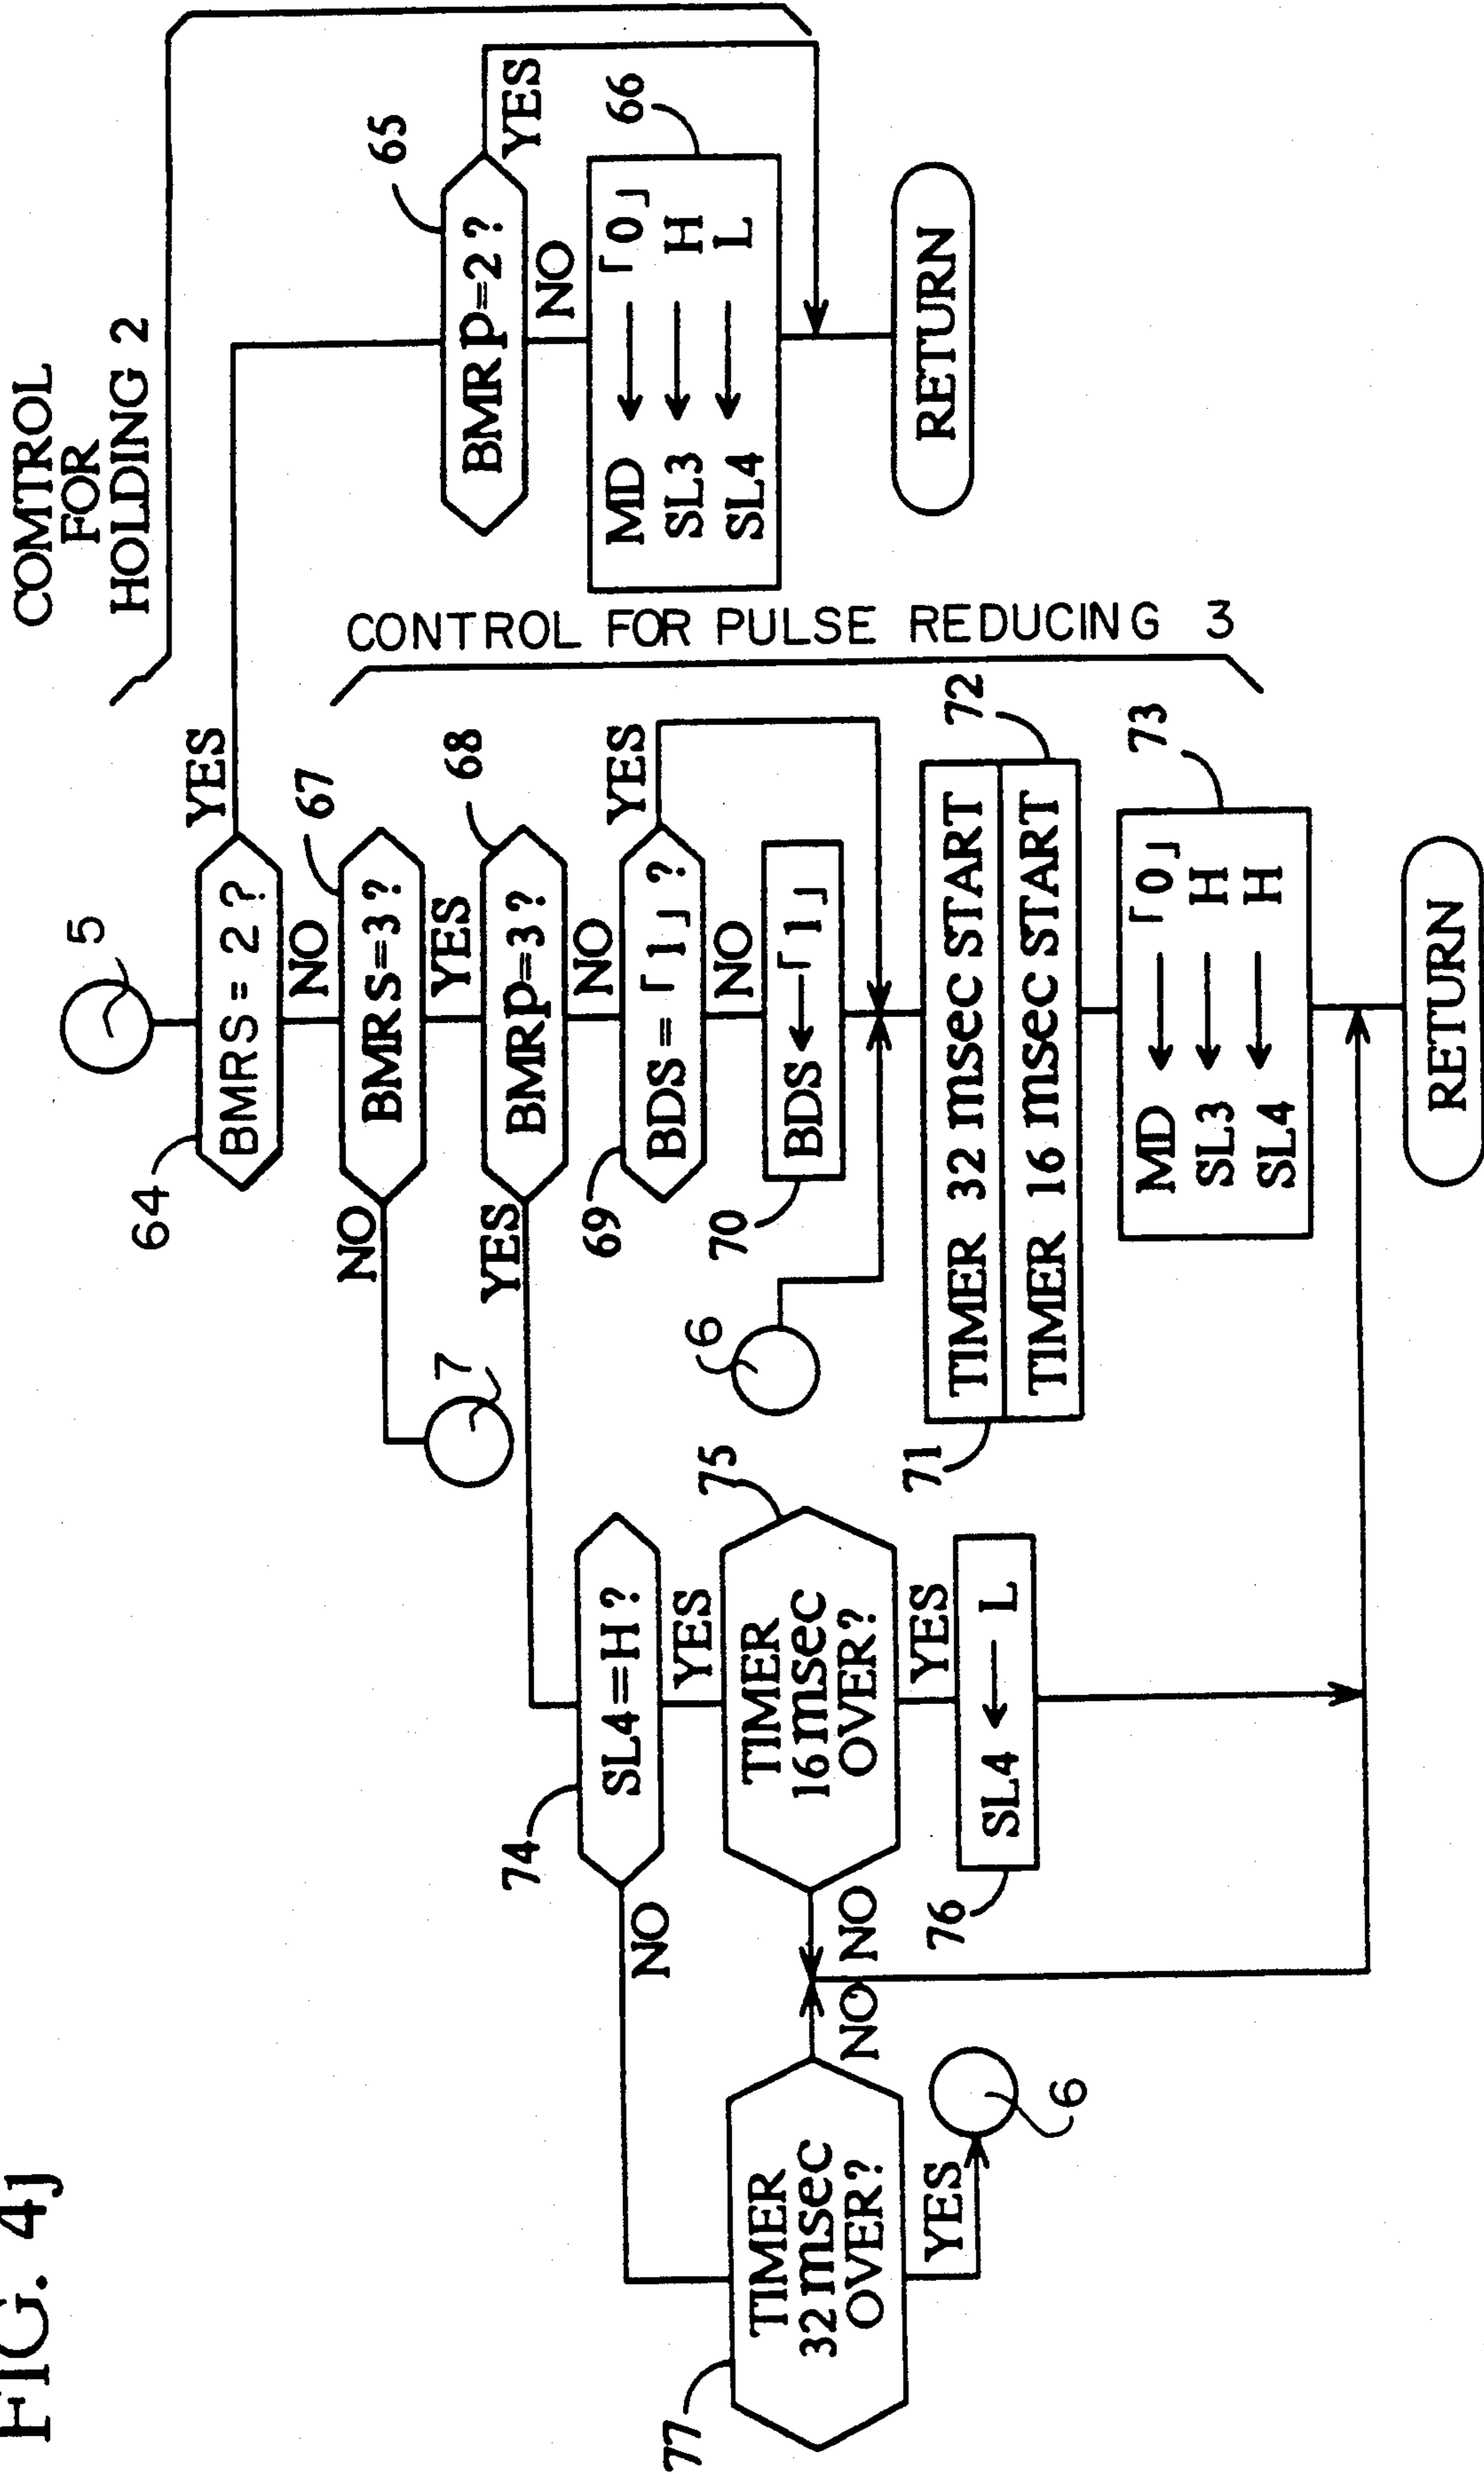 FIG. 4J
COMTROL
FOR
HOLDING 2
5
64
BMRS = 2 ?
YES
NO
65
BMRP=2 ?
YES
NO
66
MD ← 「0」
SL3 ← H
SL4 ← L
RETURN
CONTROL FOR PULSE REDUCING 3
67
BMRS=3 ?
NO
YES
7
68
BMRP=3 ?
YES
NO
69
BDS = 「1」 ?
YES
NO
70
BDS ← 「1」
6
71
TIMER 32 msec START
72
TIMER 16 msec START
73
MD ← 「0」
SL3 ← H
SL4 ← H
RETURN
74
SL4=H ?
NO
YES
75
TIMER
16 msec
OVER?
NO
YES
76
SL4 ← L
77
TIMER
32 msec
OVER?
NO
YES
6